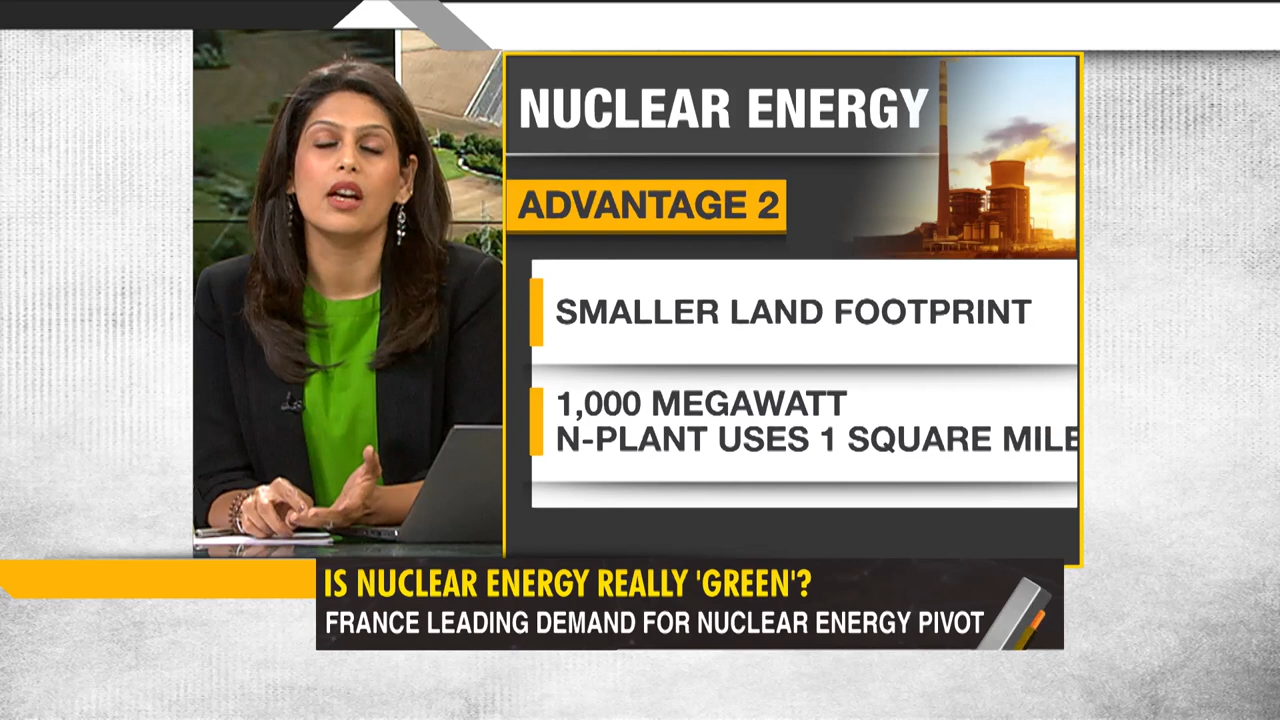 NUCLEAR ENERGY
ADVANTAGE 2
SMALLER LAND FOOTPRINT
1,000 MEGAWATT
N-PLANT USES 1 SQUARE MILE
IS NUCLEAR ENERGY REALLY 'GREEN'?
FRANCE LEADING DEMAND FOR NUCLEAR ENERGY PIVOT